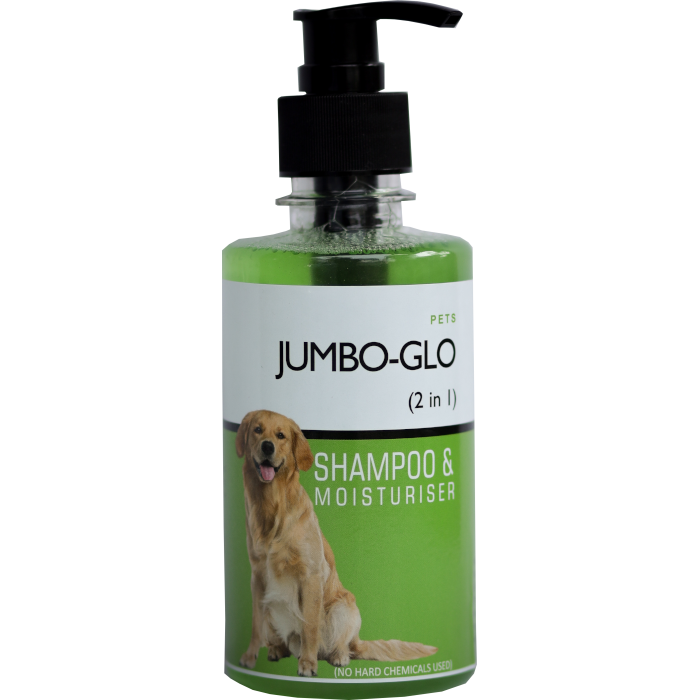 PETS
JUMBO-GLO
(2 in 1)
SHAMPOO &
MOISTURISER
(NO HARD CHEMICALS USED)